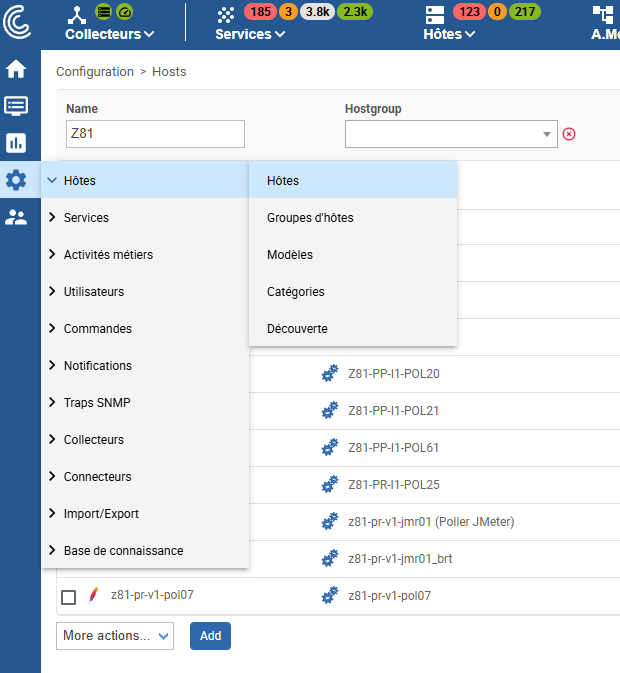 185 3 3.8k 2.3k 123 0 217
Collecteurs Services Hôtes A.Mé
Configuration > Hosts
Name Hostgroup
Z81
Hôtes
Services
Activités métiers
Utilisateurs
Commandes
Notifications
Traps SNMP
Collecteurs
Connecteurs
Import/Export
Base de connaissance
Hôtes
Groupes d'hôtes
Modèles
Catégories
Découverte
Z81-PP-I1-POL20
Z81-PP-I1-POL21
Z81-PP-I1-POL61
Z81-PR-I1-POL25
z81-pr-v1-jmr01 (Poller JMeter)
z81-pr-v1-jmr01_brt
z81-pr-v1-pol07 z81-pr-v1-pol07
More actions... Add